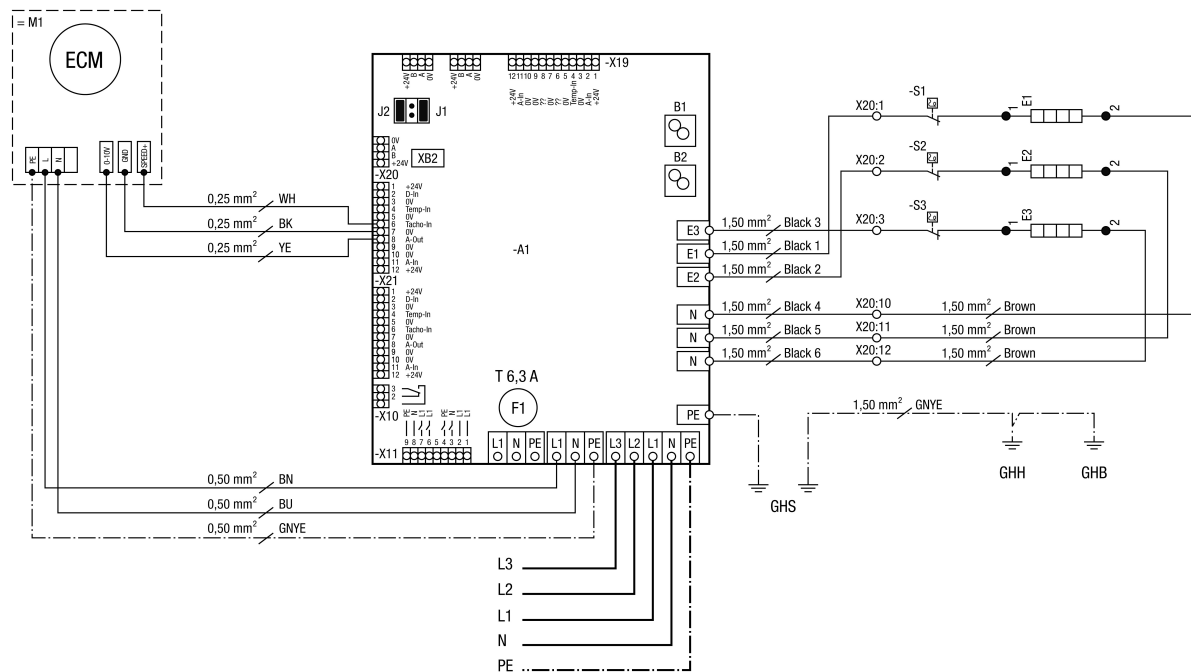 = M1
ECM
PE L N
0-10V GND SPEED+
+24V B A 0V
+24V B A 0V
-X19
12 11 10 9 8 7 6 5 4 3 2 1
+24V A-In 0V 0V ?? 0V ?? 0V Temp-In 0V A-In +24V
J2 J1
B1
B2
0V
A
B
+24V
XB2
-X20
1 +24V
2 D-In
3 0V
4 Temp-In
5 0V
6 Tacho-In
7 0V
8 A-Out
9 0V
10 0V
11 A-In
12 +24V
-X21
1 +24V
2 D-In
3 0V
4 Temp-In
5 0V
6 Tacho-In
7 0V
8 A-Out
9 0V
10 0V
11 A-In
12 +24V
3
2
-X10
PE N L1 L1 PE N L1 L1
9 8 7 6 5 4 3 2 1
-X11
-A1
T 6,3 A
F1
L1 N PE L1 N PE L3 L2 L1 N PE
0,25 mm² WH
0,25 mm² BK
0,25 mm² YE
0,50 mm² BN
0,50 mm² BU
0,50 mm² GNYE
L3
L2
L1
N
PE
E3 1,50 mm² Black 3
E1 1,50 mm² Black 1
E2 1,50 mm² Black 2
N 1,50 mm² Black 4 X20:10 1,50 mm² Brown
N 1,50 mm² Black 5 X20:11 1,50 mm² Brown
N 1,50 mm² Black 6 X20:12 1,50 mm² Brown
PE
X20:1 -S1 1 E1 2
X20:2 -S2 1 E2 2
X20:3 -S3 1 E3 2
1,50 mm² GNYE
GHS
GHH
GHB